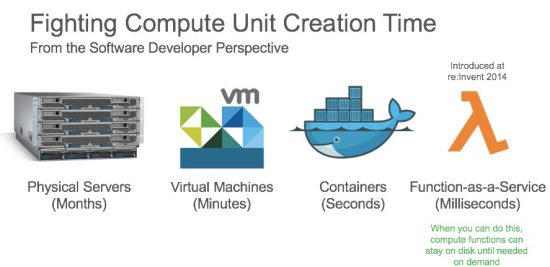 Fighting Compute Unit Creation Time
From the Software Developer Perspective
Introduced at
re:Invent 2014
vm
Physical Servers
(Months)
Virtual Machines
(Minutes)
Containers
(Seconds)
Function-as-a-Service
(Milliseconds)
When you can do this,
compute functions can
stay on disk until needed
on demand